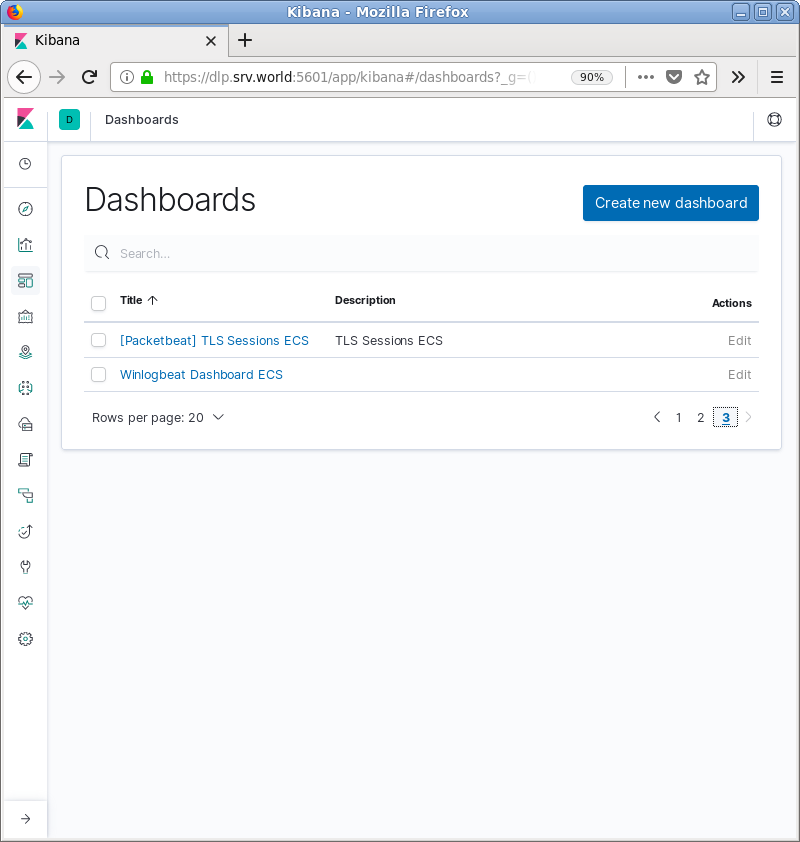 Kibana - Mozilla Firefox
Kibana
https://dlp.srv.world:5601/app/kibana#/dashboards?_g=(
90%
D
Dashboards
Dashboards
Create new dashboard
Search...
Title
Description
Actions
[Packetbeat] TLS Sessions ECS
TLS Sessions ECS
Edit
Winlogbeat Dashboard ECS
Edit
Rows per page: 20
1
2
3